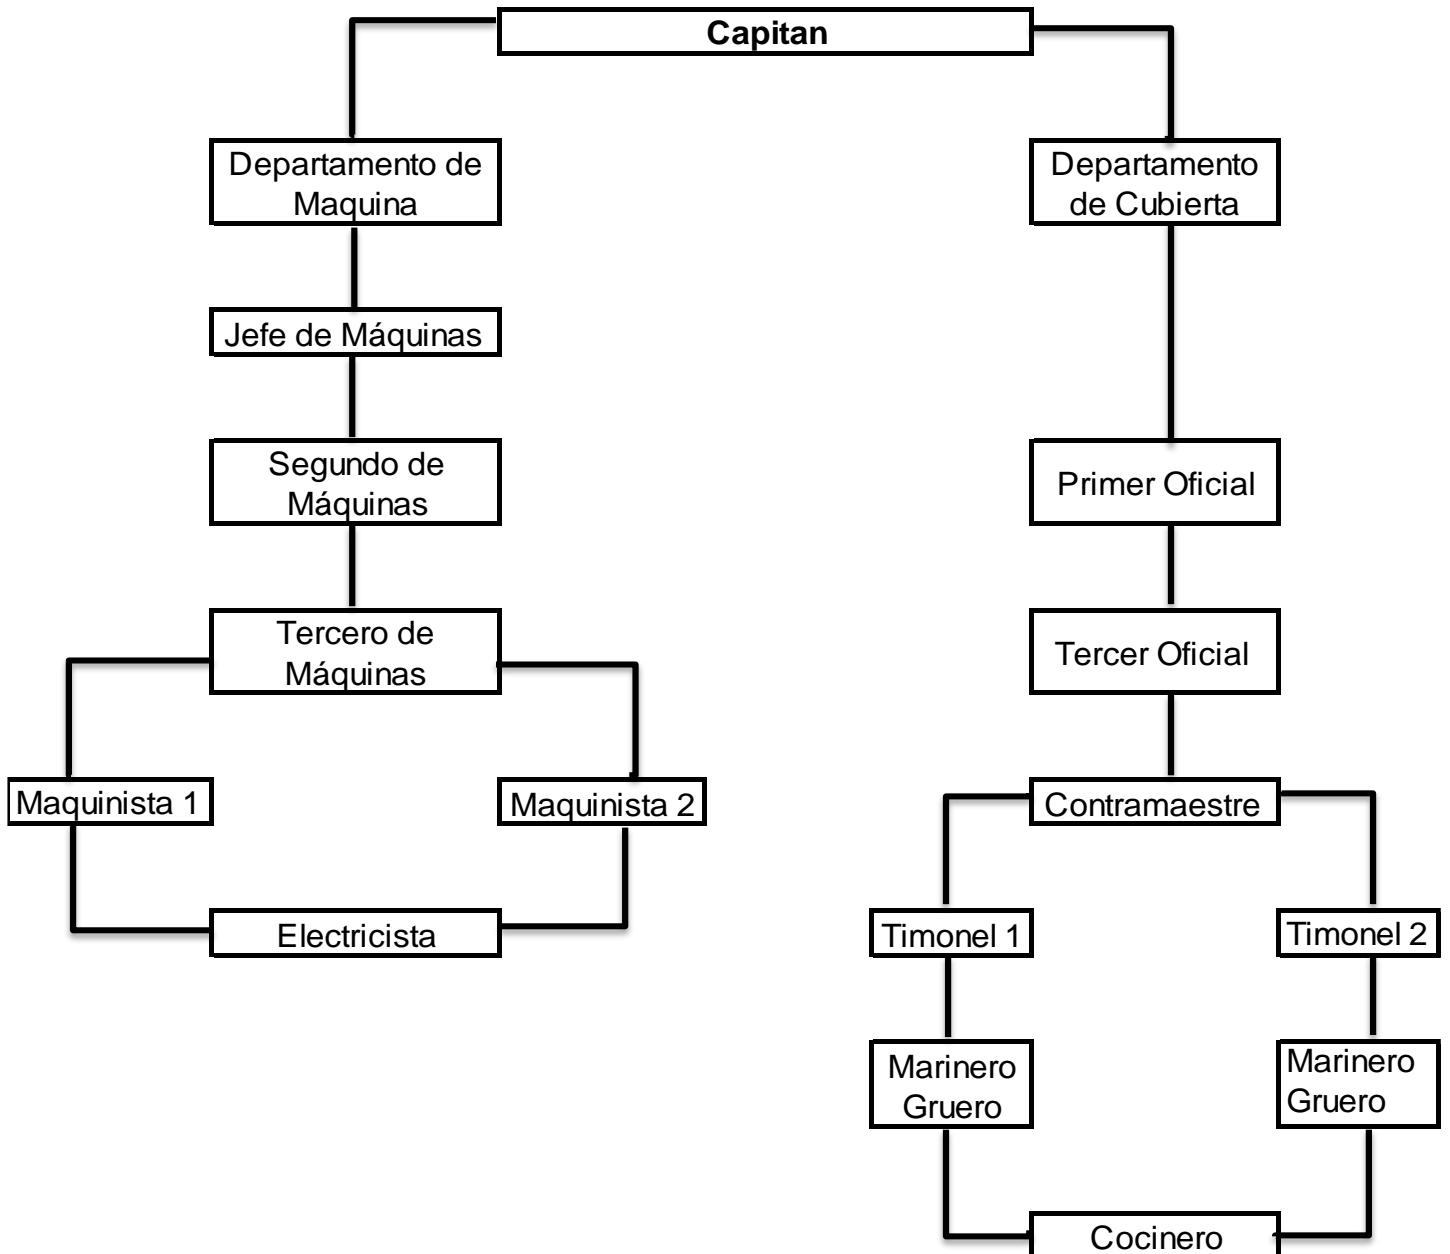 Capitan
Departamento de
Maquina
Departamento
de Cubierta
Jefe de Máquinas
Segundo de
Máquinas
Primer Oficial
Tercero de
Máquinas
Tercer Oficial
Maquinista 1
Maquinista 2
Contramaestre
Electricista
Timonel 1
Timonel 2
Marinero
Gruero
Marinero
Gruero
Cocinero